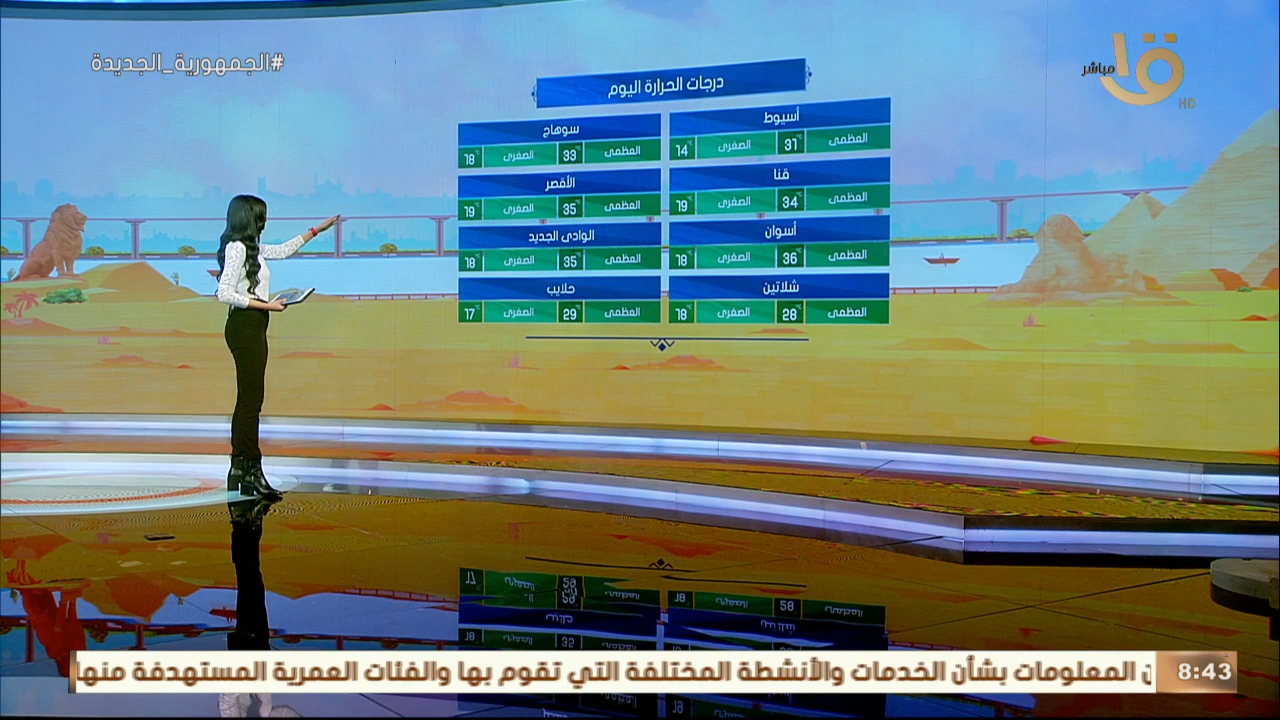 #الجمهورية_الجديدة
مباشر
HD
درجات الحرارة اليوم
أسيوط
العظمى 31 الصغرى 14
سوهاج
العظمى 33 الصغرى 18
قنا
العظمى 34 الصغرى 19
الأقصر
العظمى 35 الصغرى 19
أسوان
العظمى 36 الصغرى 18
الوادى الجديد
العظمى 35 الصغرى 18
شلاتين
العظمى 28 الصغرى 18
حلايب
العظمى 29 الصغرى 17
8:43
المعلومات بشأن الخدمات والأنشطة المختلفة التي تقوم بها والفئات العمرية المستهدفة منها